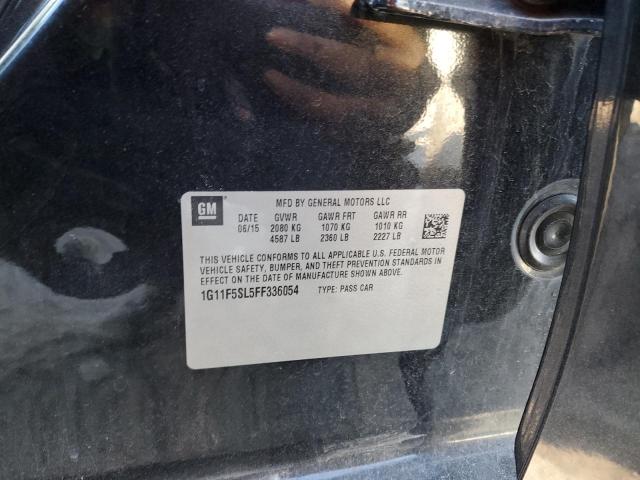 GM
MFD BY GENERAL MOTORS LLC
DATE GVWR GAWR FRT GAWR RR
06/15 2080 KG 1070 KG 1010 KG
4587 LB 2360 LB 2227 LB
THIS VEHICLE CONFORMS TO ALL APPLICABLE U.S. FEDERAL MOTOR
VEHICLE SAFETY, BUMPER, AND THEFT PREVENTION STANDARDS IN
EFFECT ON THE DATE OF MANUFACTURE SHOWN ABOVE.
1G11F5SL5FF336054 TYPE: PASS CAR